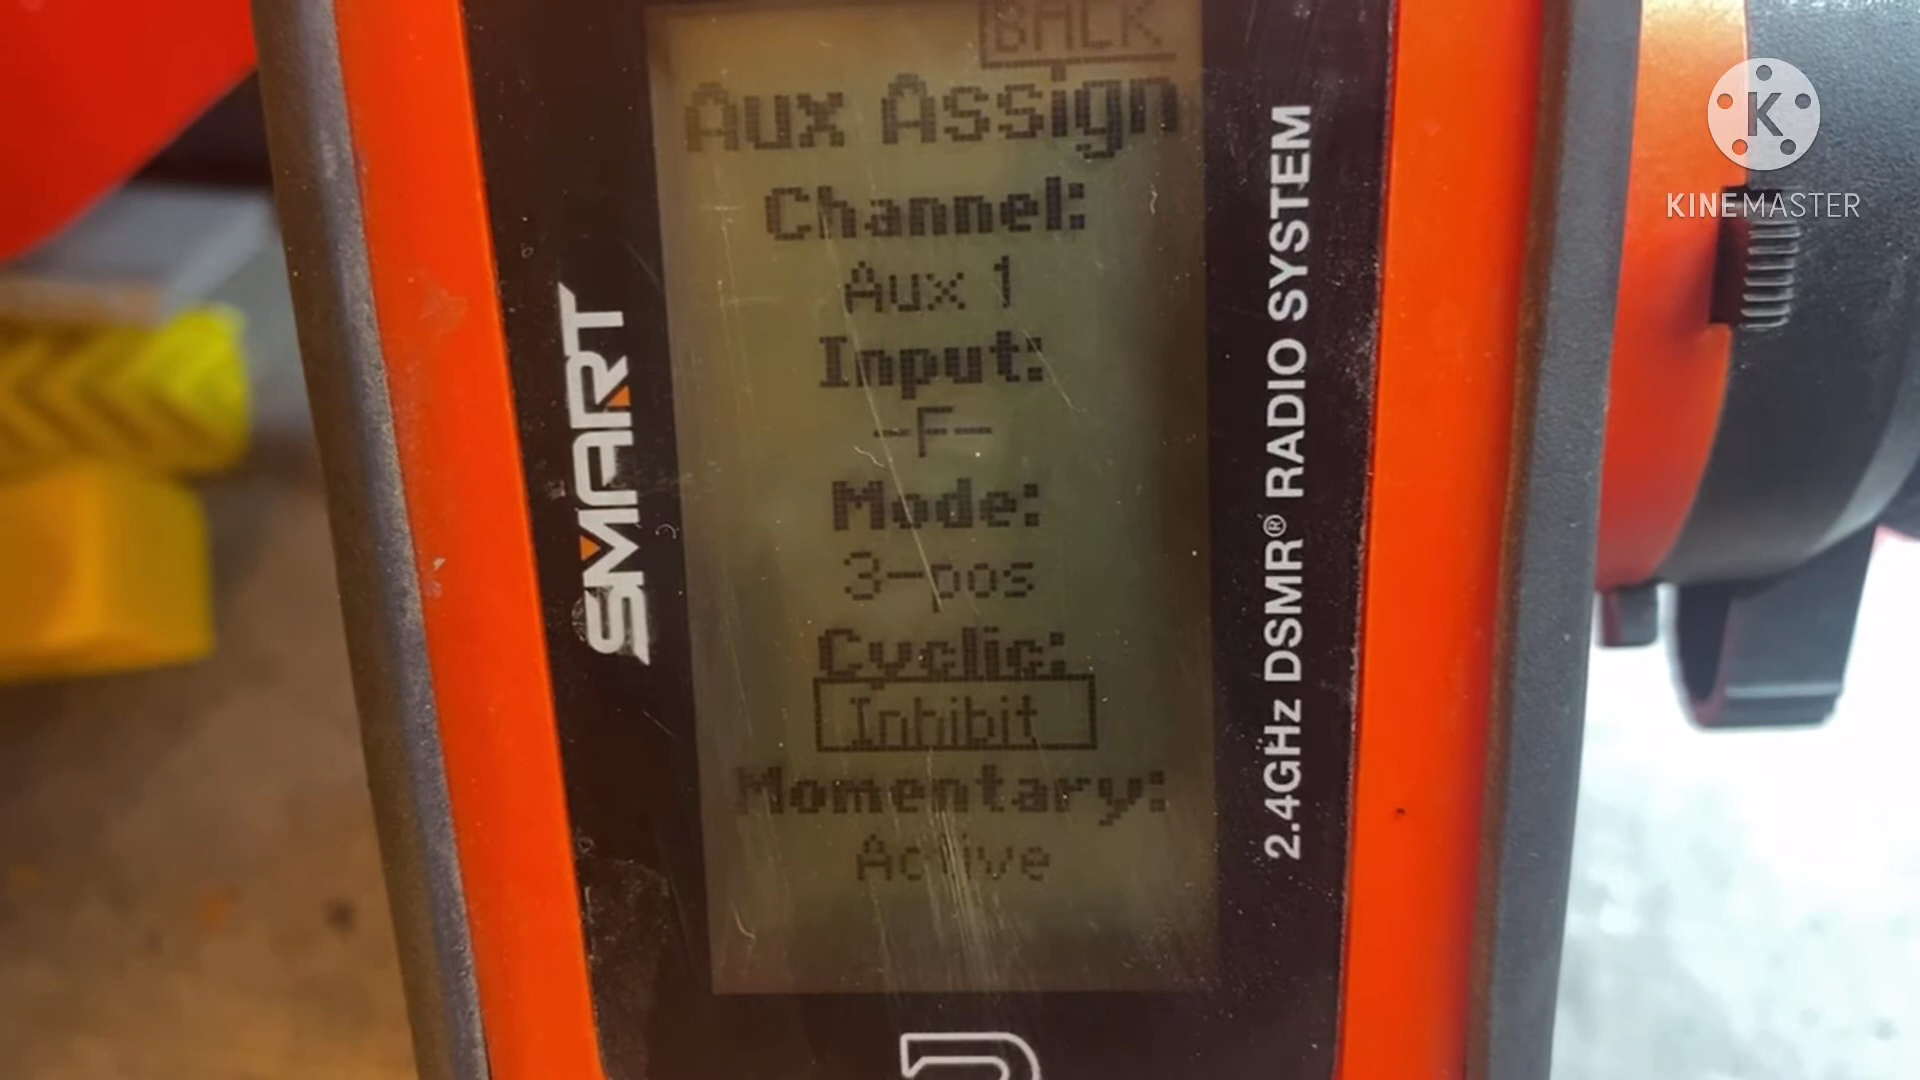 BACK
Aux Assign
Channel:
Aux 1
Input:
-F-
Mode:
3-pos
Cyclic:
Inhibit
Momentary:
Active
SMART
2.4GHz DSMR® RADIO SYSTEM
K
KINEMASTER